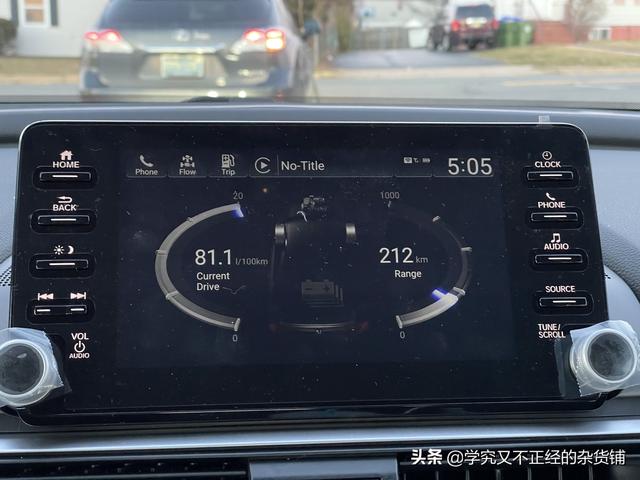 HOME
BACK
VOL
AUDIO
Phone
Flow
Trip
No-Title
5:05
20
81.1 l/100km
Current
Drive
0
1000
212 km
Range
0
CLOCK
PHONE
AUDIO
SOURCE
TUNE/
SCROLL
头条 @学究又不正经的杂货铺